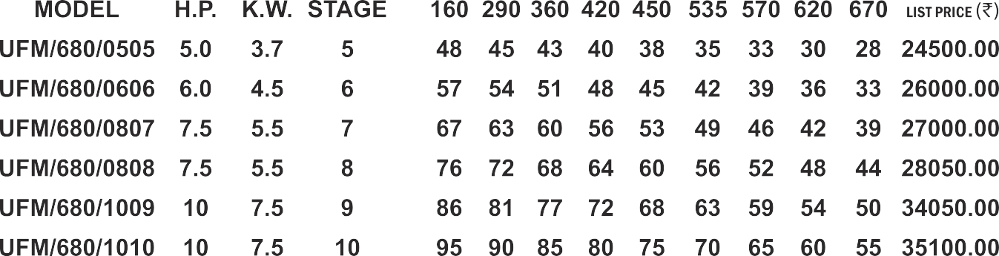 MODEL H.P. K.W. STAGE 160 290 360 420 450 535 570 620 670 LIST PRICE (₹)
UFM/680/0505 5.0 3.7 5 48 45 43 40 38 35 33 30 28 24500.00
UFM/680/0606 6.0 4.5 6 57 54 51 48 45 42 39 36 33 26000.00
UFM/680/0807 7.5 5.5 7 67 63 60 56 53 49 46 42 39 27000.00
UFM/680/0808 7.5 5.5 8 76 72 68 64 60 56 52 48 44 28050.00
UFM/680/1009 10 7.5 9 86 81 77 72 68 63 59 54 50 34050.00
UFM/680/1010 10 7.5 10 95 90 85 80 75 70 65 60 55 35100.00